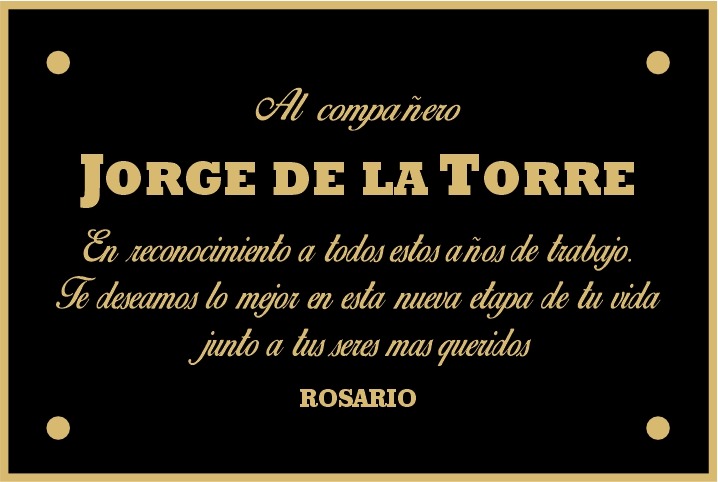 Al compañero
JORGE DE LA TORRE
En reconocimiento a todos estos años de trabajo.
Te deseamos lo mejor en esta nueva etapa de tu vida
junto a tus seres mas queridos
ROSARIO